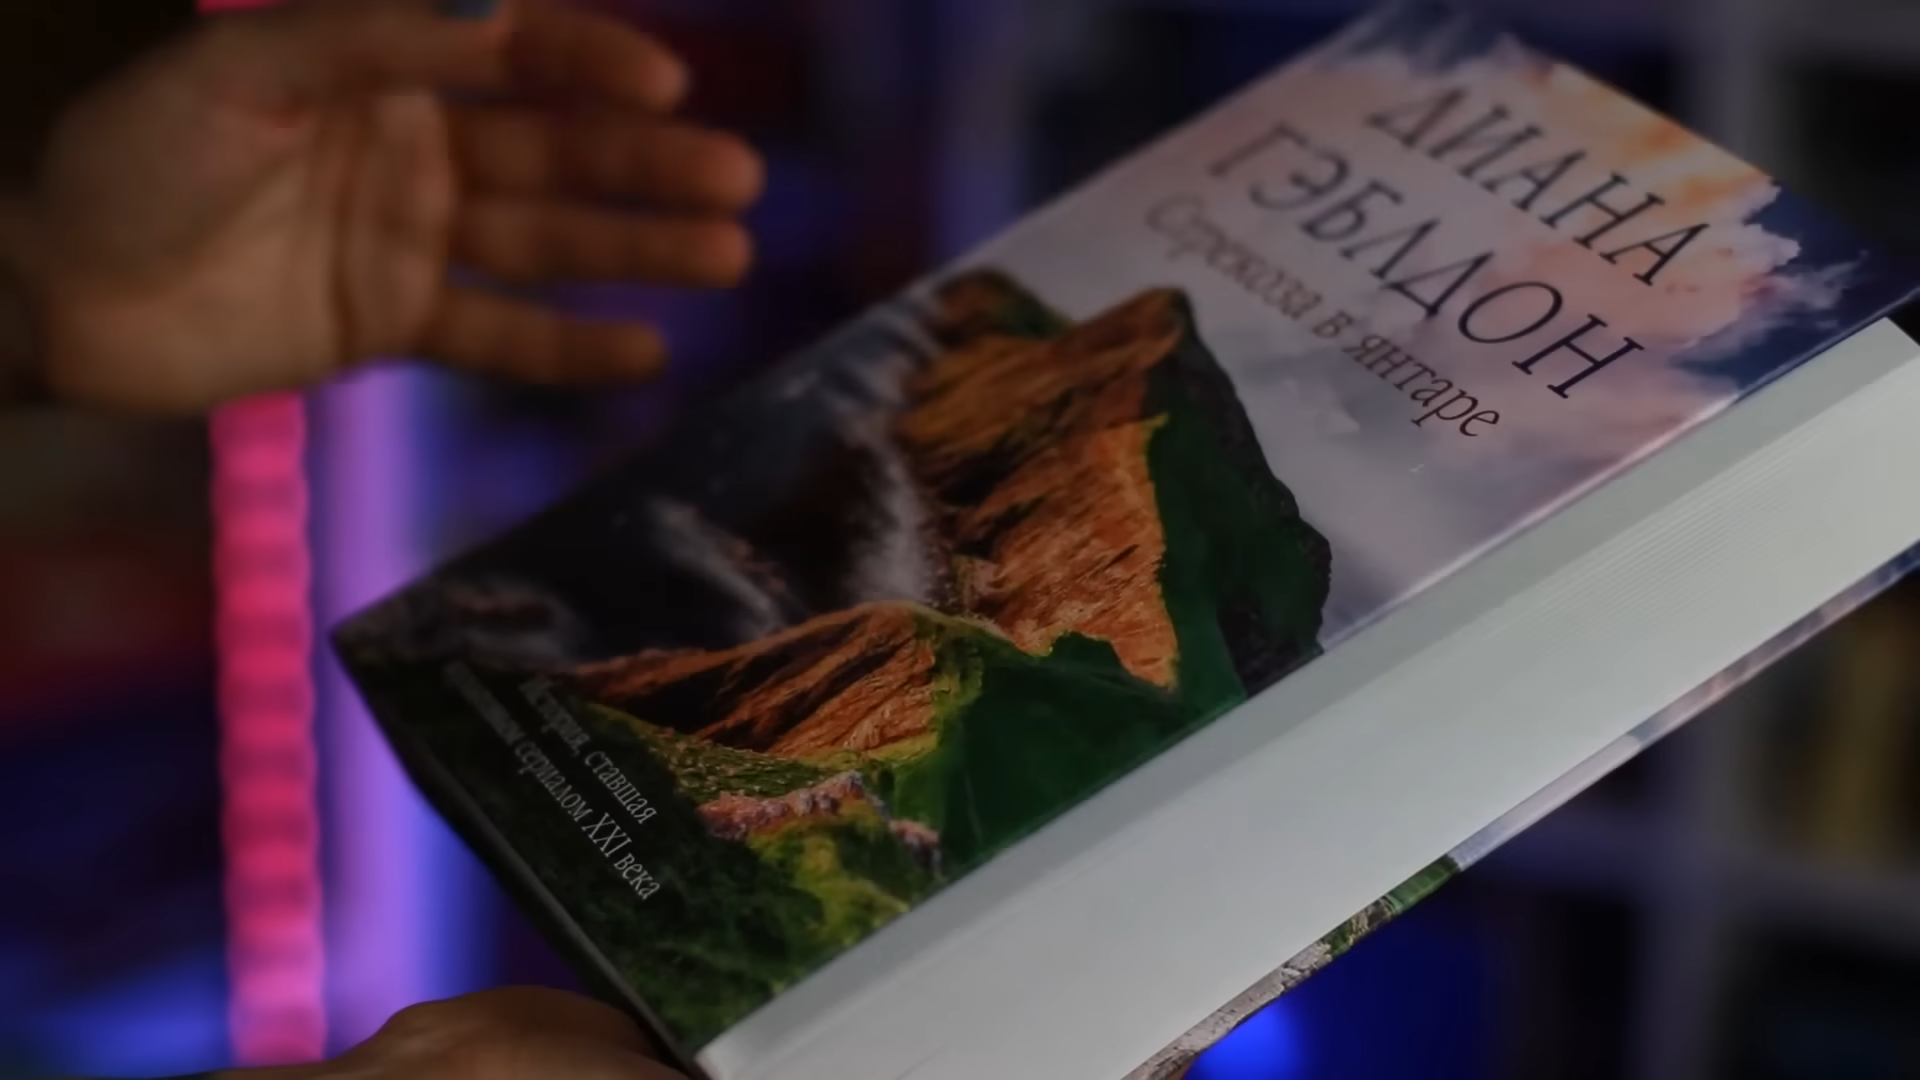 ДИАНА
ГЭБЛДОН
Стрекоза в янтаре
История, ставшая
сериалом XXI века